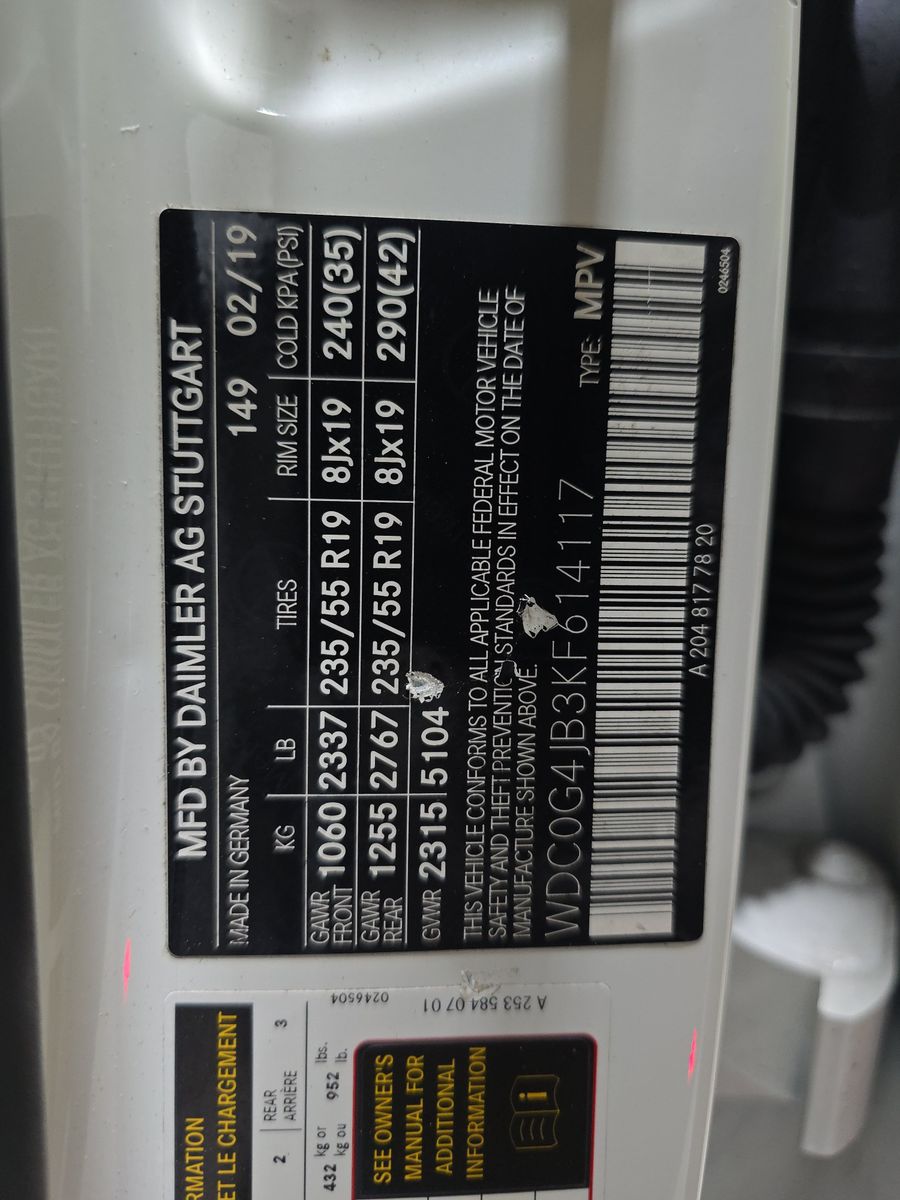 MFD BY DAIMLER AG STUTTGART
MADE IN GERMANY 149 02/19
KG LB TIRES RIM SIZE COLD KPA(PSI)
GAWR FRONT 1060 2337 235/55 R19 8Jx19 240(35)
GAWR REAR 1255 2767 235/55 R19 8Jx19 290(42)
GVWR 2315 5104
THIS VEHICLE CONFORMS TO ALL APPLICABLE FEDERAL MOTOR VEHICLE
SAFETY AND THEFT PREVENTION STANDARDS IN EFFECT ON THE DATE OF
MANUFACTURE SHOWN ABOVE.
WDC0G4JB3KF614117 TYPE: MPV
A 204 817 78 20
0246504
RMATION
ET LE CHARGEMENT
2 REAR 3
ARRIÈRE
432 kg or 952 lbs.
kg ou lb.
SEE OWNER'S
MANUAL FOR
ADDITIONAL
INFORMATION
0246504
A 253 584 07 01